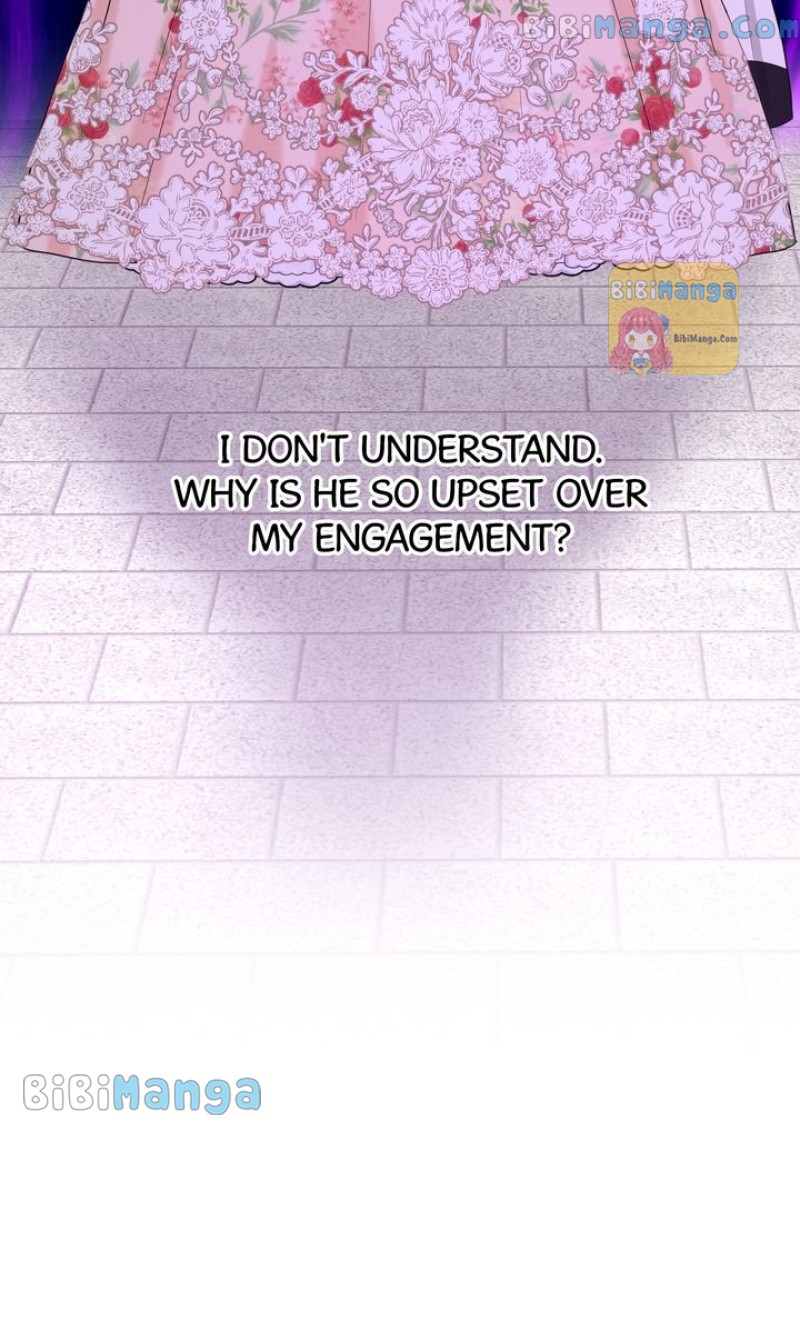 BiBiManga.Com
BiBiManga
BibiManga.Com
I DON'T UNDERSTAND.
WHY IS HE SO UPSET OVER
MY ENGAGEMENT?
BiBiManga